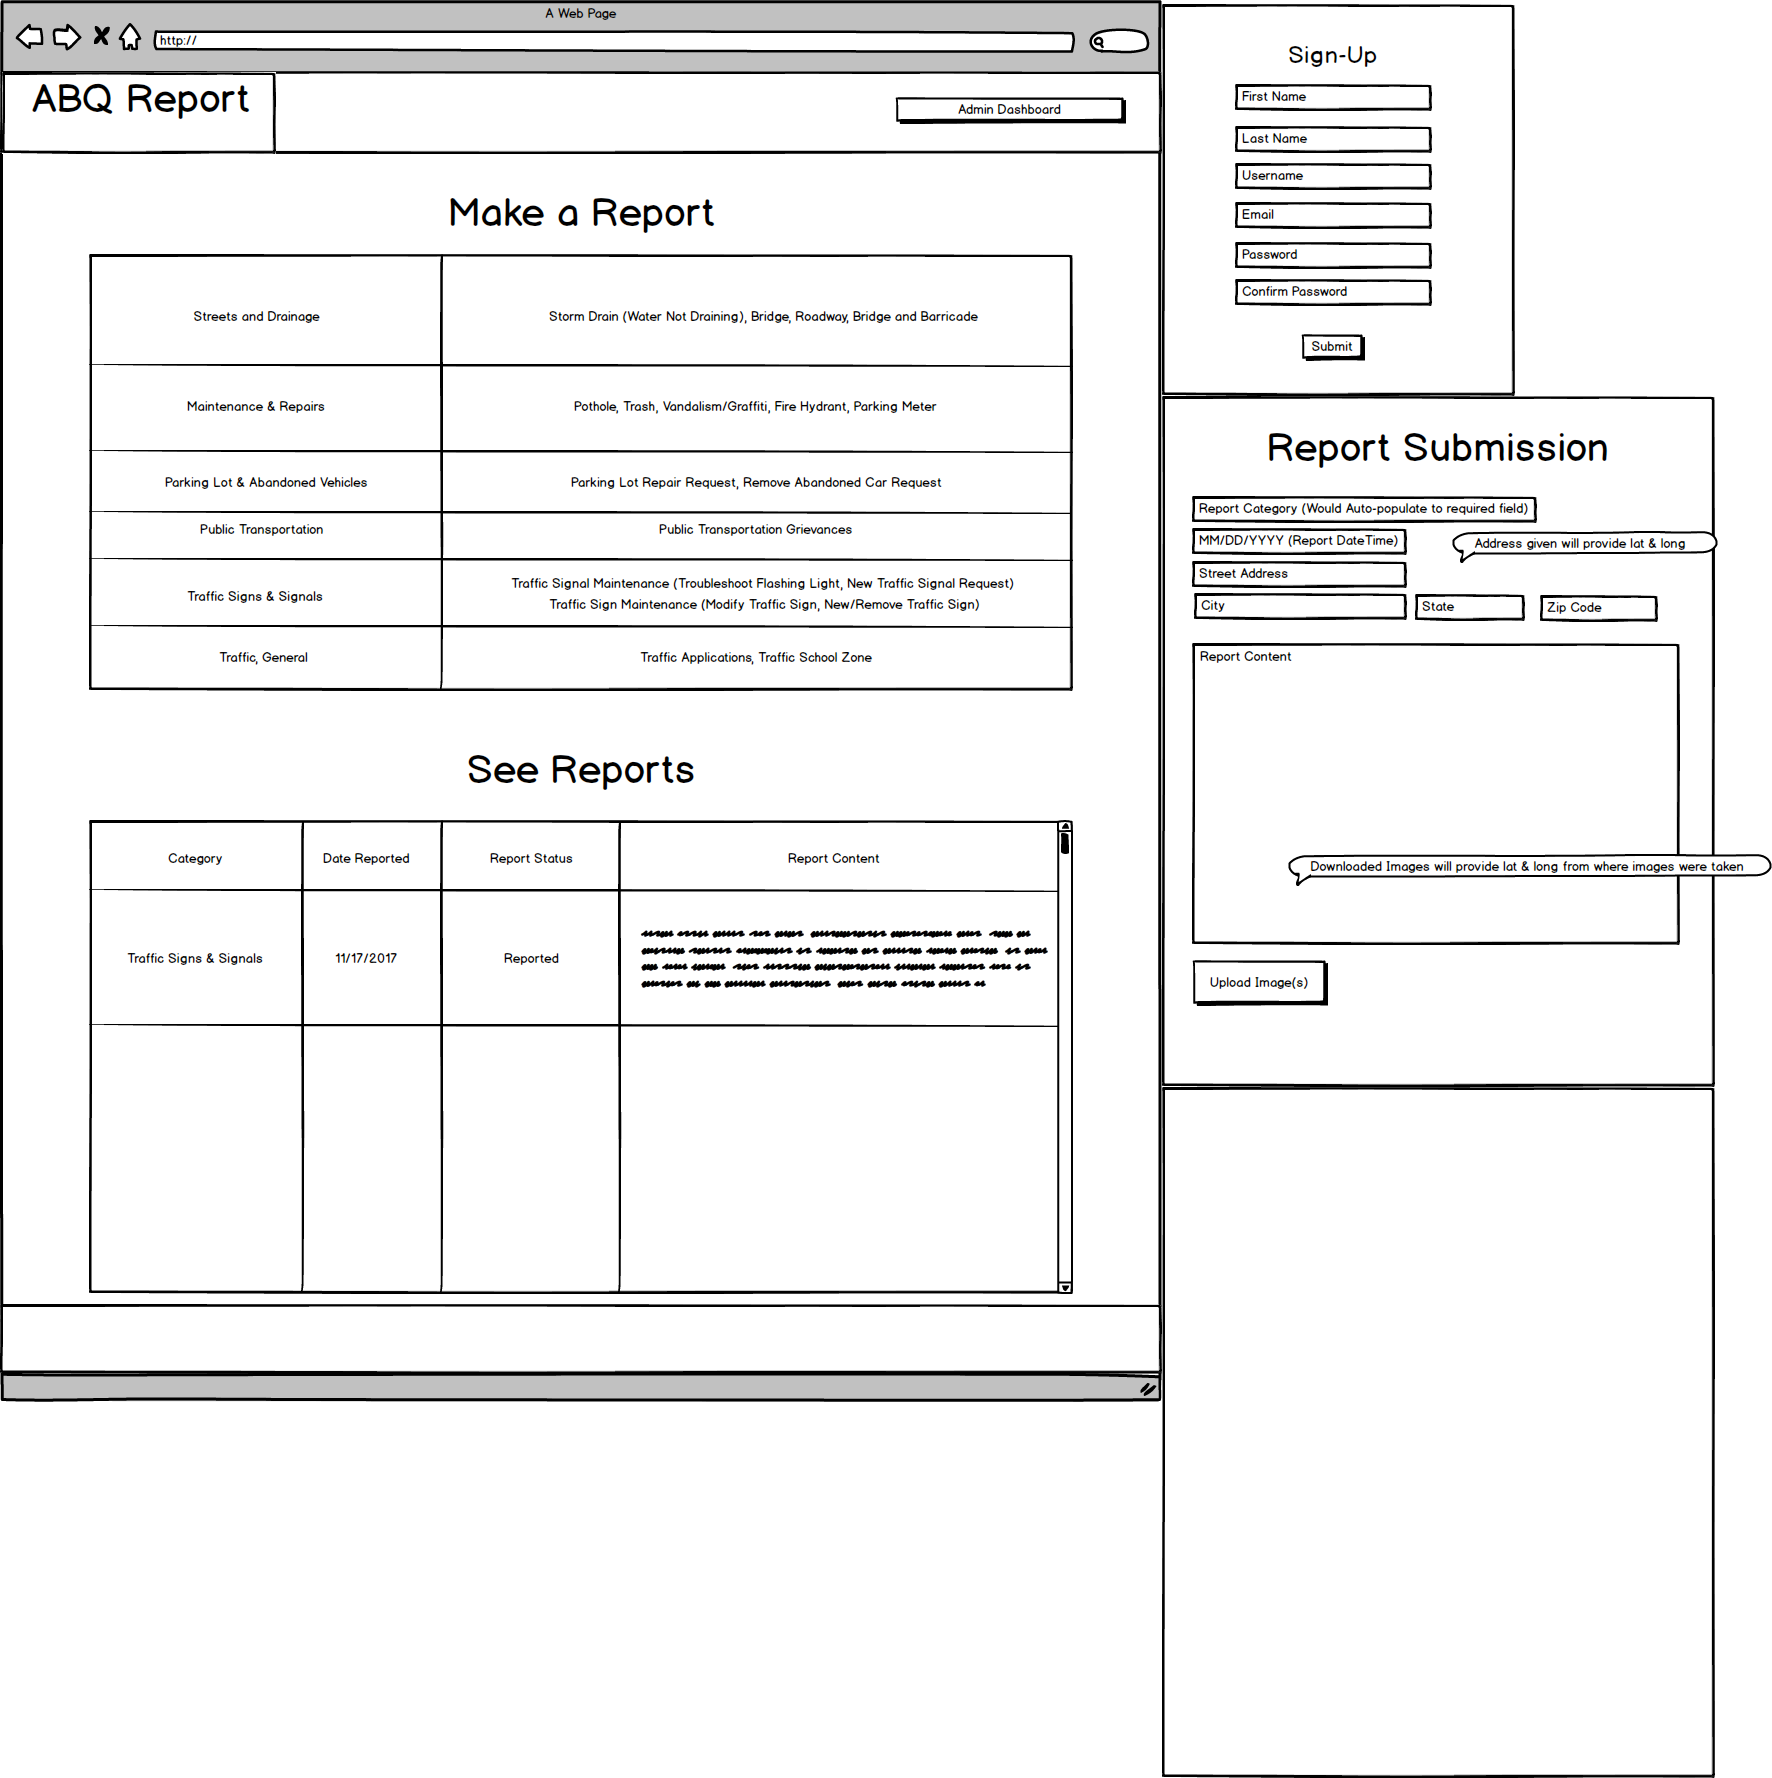 A Web Page
http://
ABQ Report
Admin Dashboard
Make a Report
Streets and Drainage
Storm Drain (Water Not Draining), Bridge, Roadway, Bridge and Barricade
Maintenance & Repairs
Pothole, Trash, Vandalism/Graffiti, Fire Hydrant, Parking Meter
Parking Lot & Abandoned Vehicles
Parking Lot Repair Request, Remove Abandoned Car Request
Public Transportation
Public Transportation Grievances
Traffic Signs & Signals
Traffic Signal Maintenance (Troubleshoot Flashing Light, New Traffic Signal Request)
Traffic Sign Maintenance (Modify Traffic Sign, New/Remove Traffic Sign)
Traffic, General
Traffic Applications, Traffic School Zone
See Reports
Category
Date Reported
Report Status
Report Content
Traffic Signs & Signals
11/17/2017
Reported
Sign-Up
First Name
Last Name
Username
Email
Password
Confirm Password
Submit
Report Submission
Report Category (Would Auto-populate to required field)
MM/DD/YYYY (Report DateTime)
Address given will provide lat & long
Street Address
City
State
Zip Code
Report Content
Downloaded Images will provide lat & long from where images were taken
Upload Image(s)